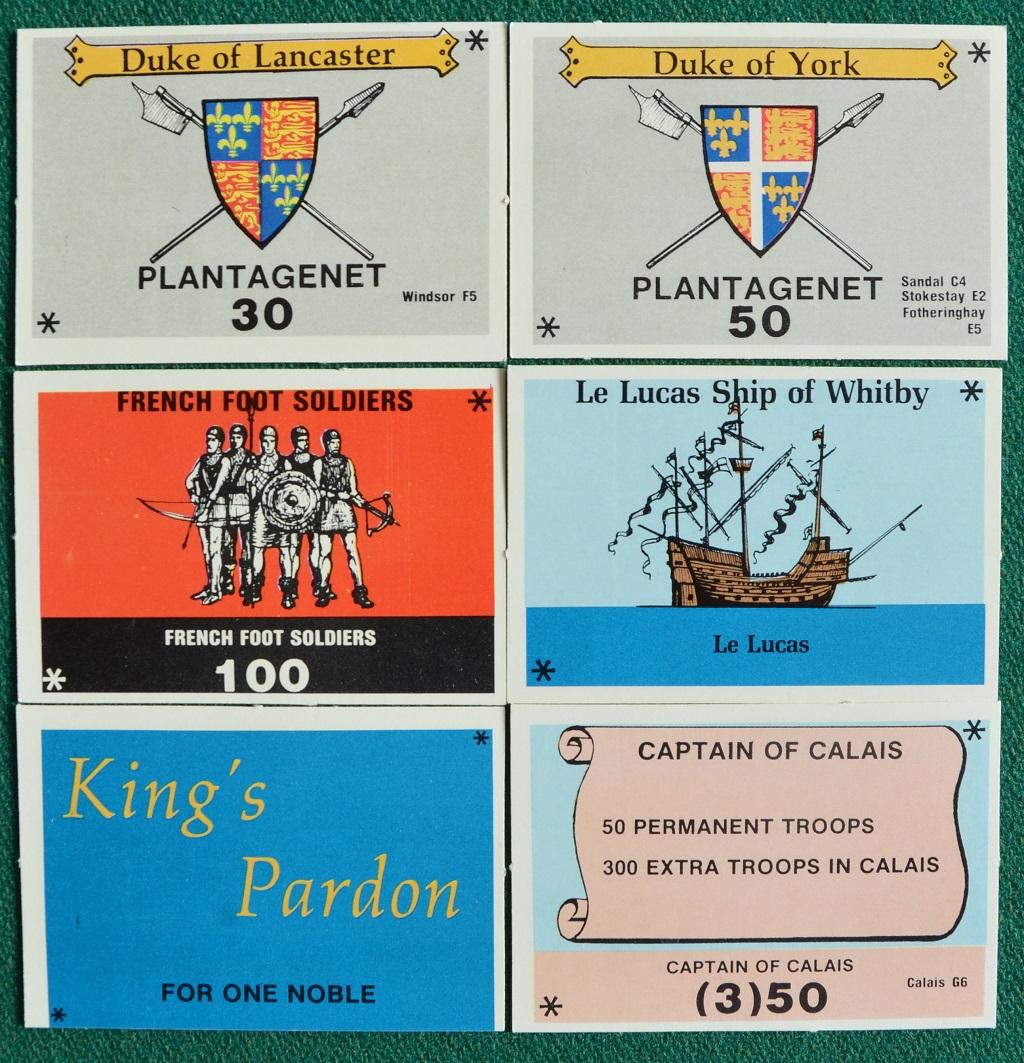 Duke of Lancaster
*
PLANTAGENET
30
Windsor F5
*
Duke of York
*
PLANTAGENET
50
Sandal C4
Stokestay E2
Fotheringhay
E5
*
FRENCH FOOT SOLDIERS
*
FRENCH FOOT SOLDIERS
100
*
Le Lucas Ship of Whitby
*
Le Lucas
*
King's
Pardon
*
FOR ONE NOBLE
*
CAPTAIN OF CALAIS
*
50 PERMANENT TROOPS
300 EXTRA TROOPS IN CALAIS
CAPTAIN OF CALAIS
(3)50
Calais G6
*